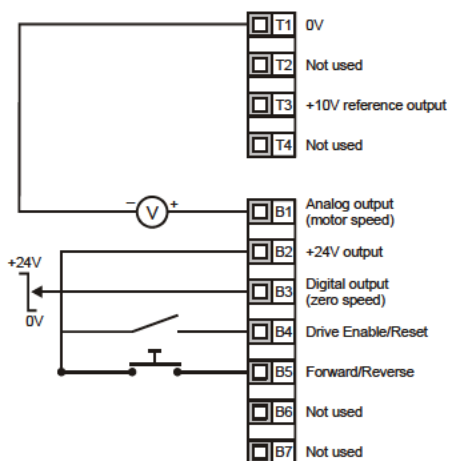 T1 0V
T2 Not used
T3 +10V reference output
T4 Not used
− V +
B1 Analog output
(motor speed)
B2 +24V output
+24V
B3 Digital output
(zero speed)
0V
B4 Drive Enable/Reset
B5 Forward/Reverse
B6 Not used
B7 Not used